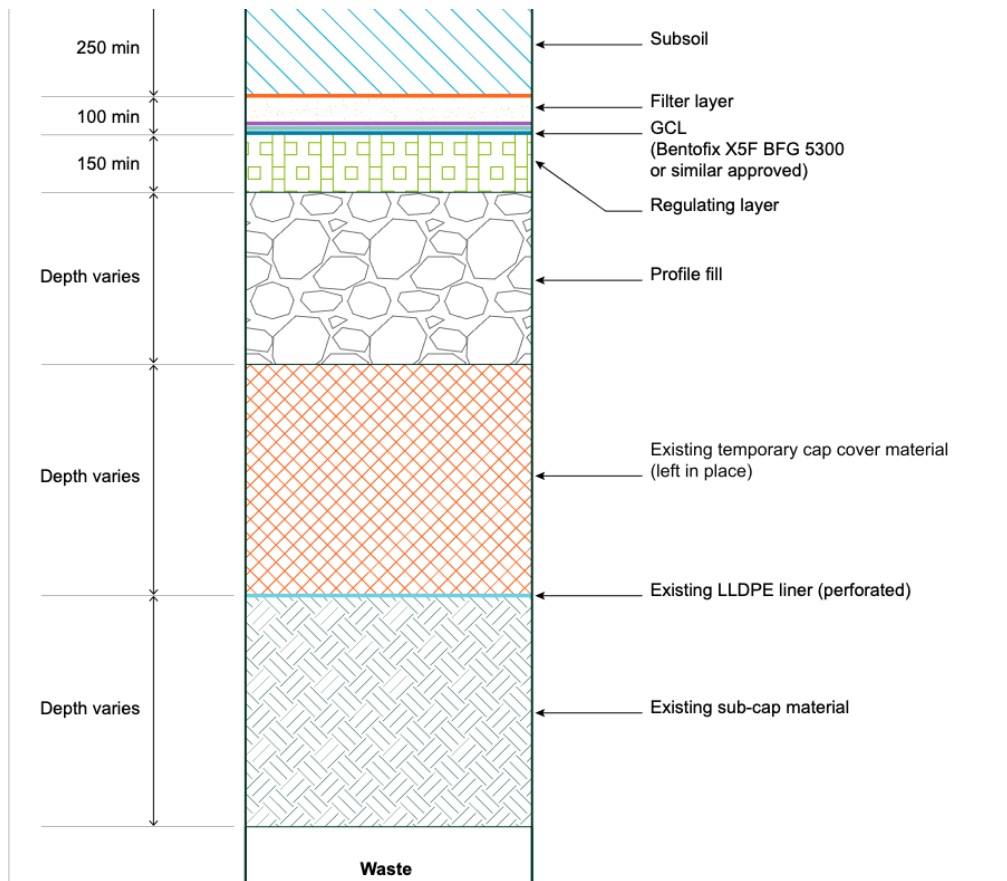 250 min
Subsoil
100 min
Filter layer
GCL
(Bentofix X5F BFG 5300
or similar approved)
150 min
Regulating layer
Depth varies
Profile fill
Depth varies
Existing temporary cap cover material
(left in place)
Existing LLDPE liner (perforated)
Depth varies
Existing sub-cap material
Waste